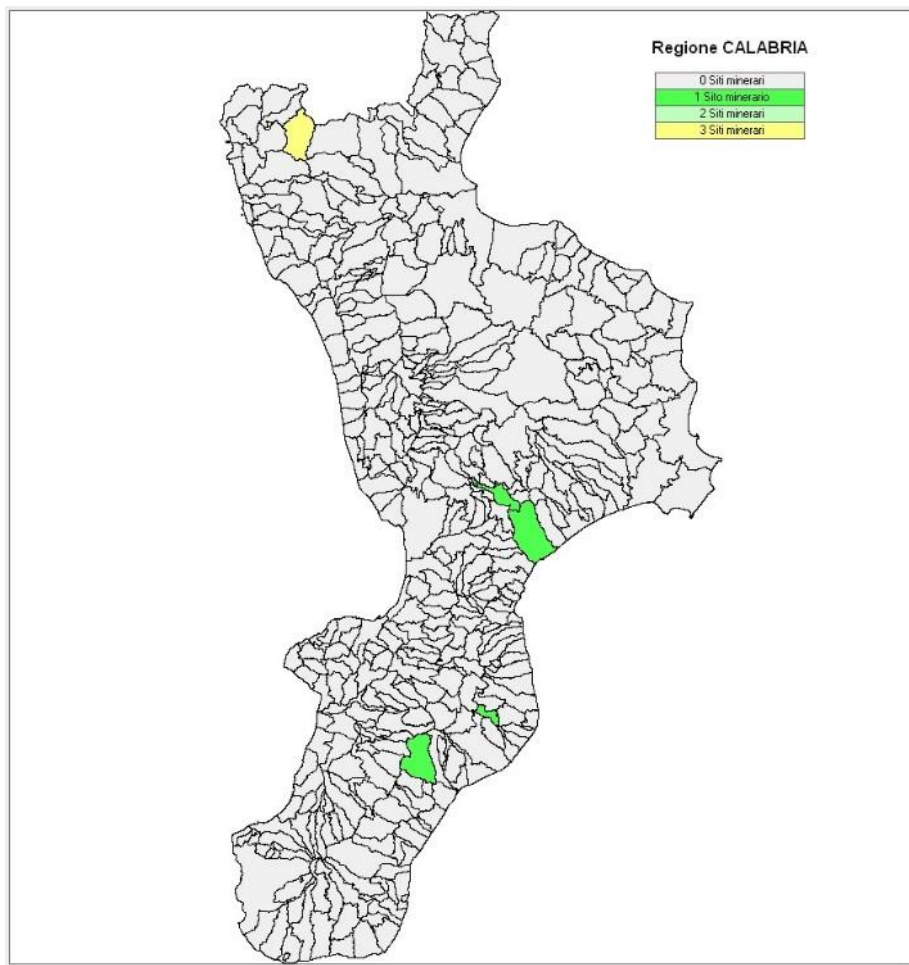 Regione CALABRIA
0 Siti minerari
1 Sito minerario
2 Siti minerari
3 Siti minerari